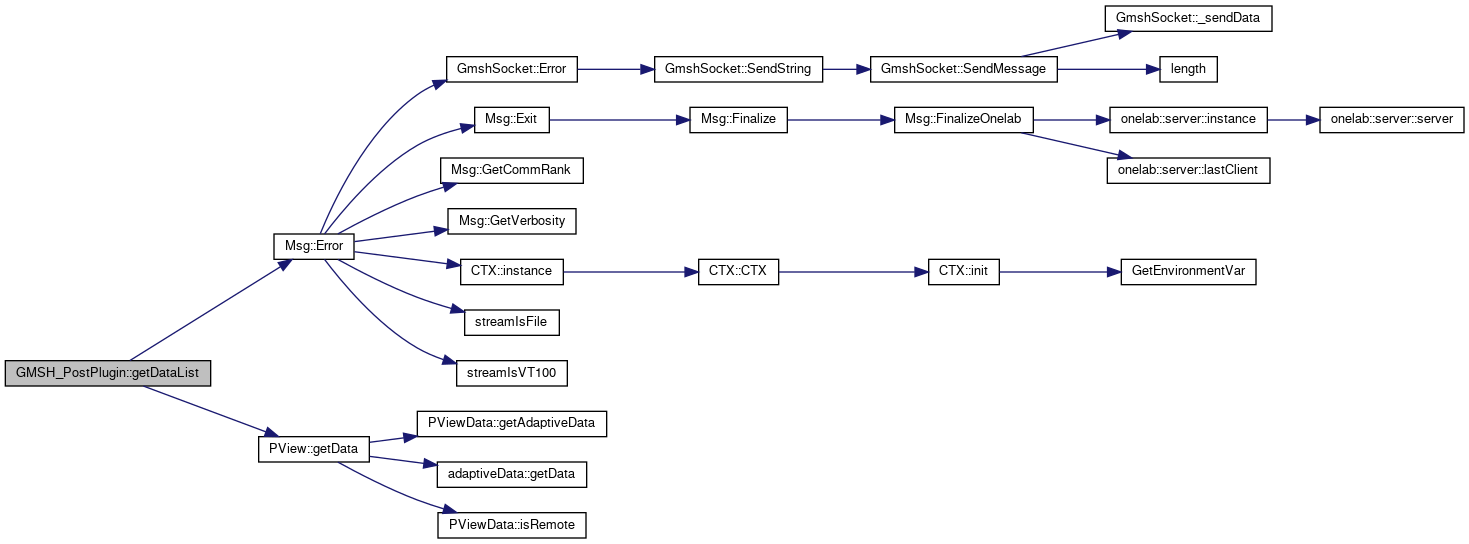 GmshSocket::_sendData
GmshSocket::Error
GmshSocket::SendString
GmshSocket::SendMessage
length
Msg::Exit
Msg::Finalize
Msg::FinalizeOnelab
onelab::server::instance
onelab::server::server
Msg::GetCommRank
onelab::server::lastClient
Msg::GetVerbosity
Msg::Error
CTX::instance
CTX::CTX
CTX::init
GetEnvironmentVar
streamIsFile
GMSH_PostPlugin::getDataList
streamIsVT100
PViewData::getAdaptiveData
PView::getData
adaptiveData::getData
PViewData::isRemote